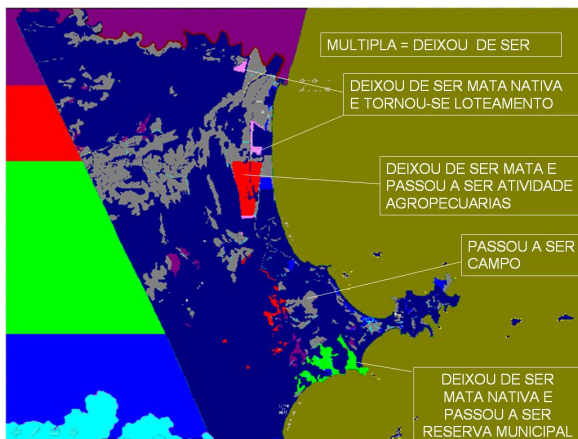 MULTIPLA = DEIXOU DE SER
DEIXOU DE SER MATA NATIVA
E TORNOU-SE LOTEAMENTO
DEIXOU DE SER MATA E
PASSOU A SER ATIVIDADE
AGROPECUARIAS
PASSOU A SER
CAMPO
DEIXOU DE SER
MATA NATIVA E
PASSOU A SER
RESERVA MUNICIPAL